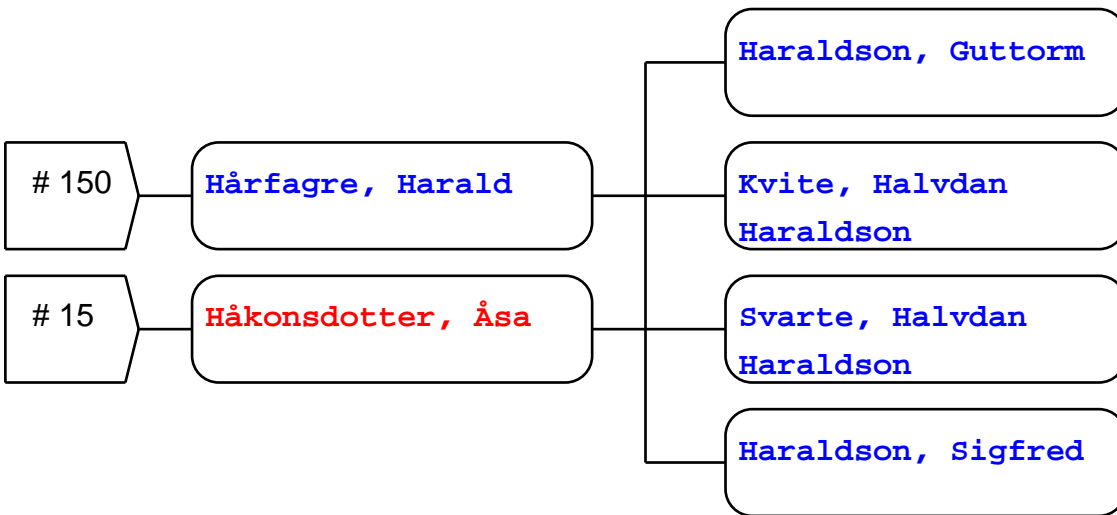 Haraldson, Guttorm
# 150
Hårfagre, Harald
Kvite, Halvdan
Haraldson
# 15
Håkonsdotter, Åsa
Svarte, Halvdan
Haraldson
Haraldson, Sigfred